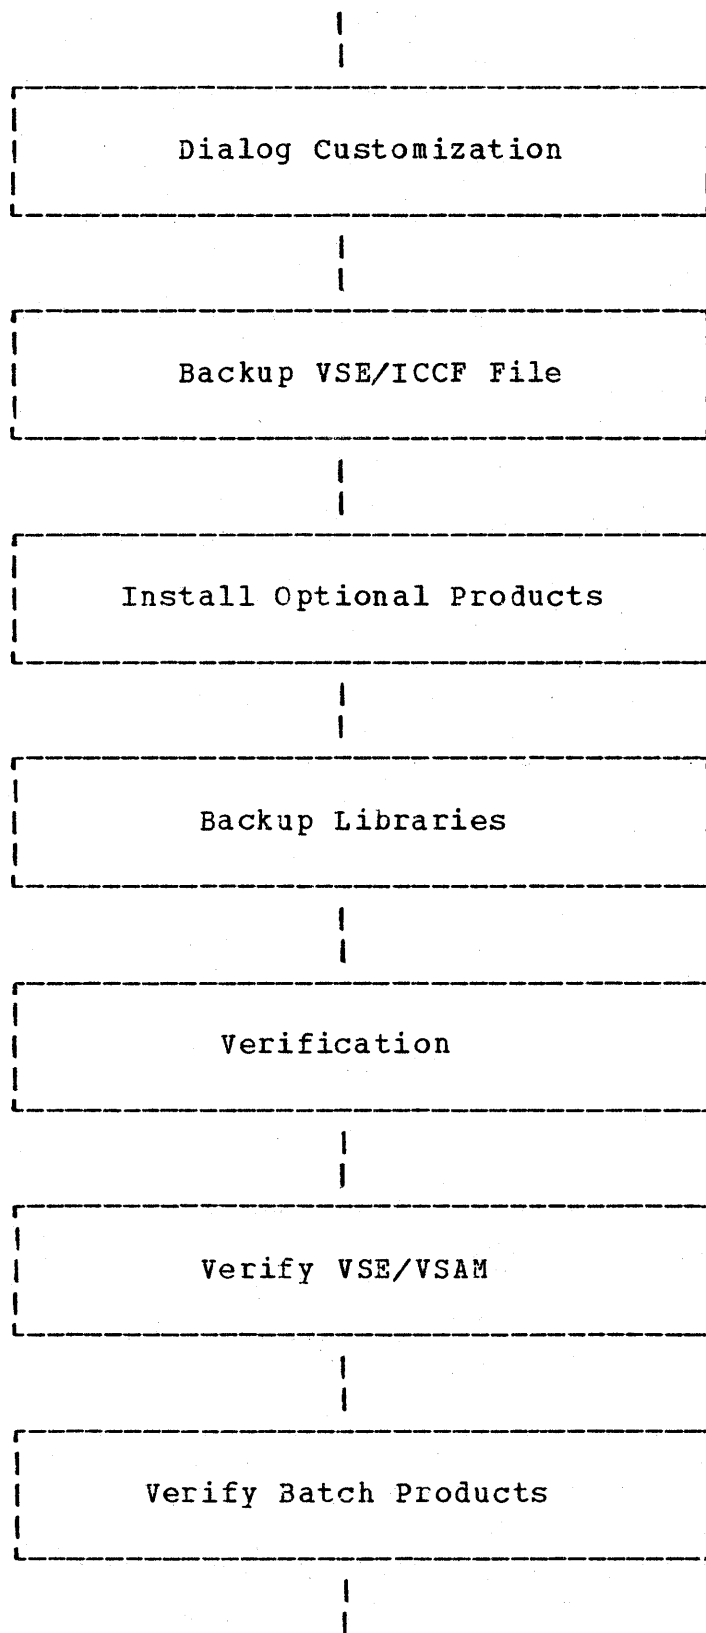 Dialog Customization
Backup VSE/ICCF File
Install Optional Products
Backup Libraries
Verification
Verify VSE/VSAM
Verify Batch Products